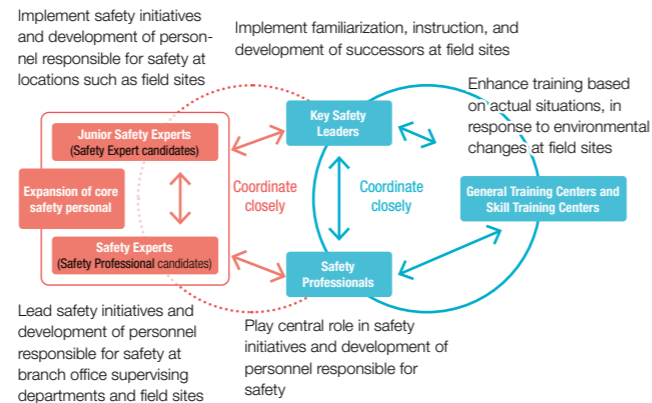 Implement safety initiatives
and development of person-
nel responsible for safety at
locations such as field sites
Implement familiarization, instruction, and
development of successors at field sites
Enhance training based
on actual situations, in
response to environmental
changes at field sites
Key Safety
Leaders
Junior Safety Experts
(Safety Expert candidates)
Expansion of core
safety personal
Coordinate
closely
Coordinate
closely
General Training Centers and
Skill Training Centers
Safety Experts
(Safety Professional candidates)
Safety
Professionals
Lead safety initiatives and
development of personnel
responsible for safety at
branch office supervising
departments and field sites
Play central role in safety
initiatives and development of
personnel responsible for
safety